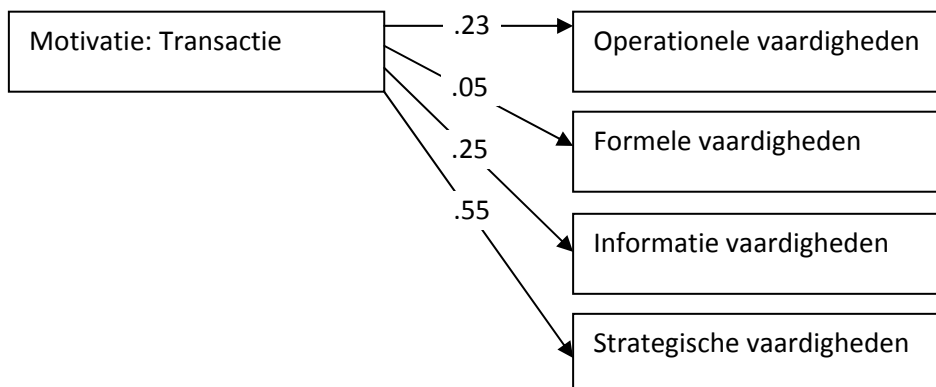 Motivatie: Transactie
.23
Operationele vaardigheden
.05
Formele vaardigheden
.25
Informatie vaardigheden
.55
Strategische vaardigheden